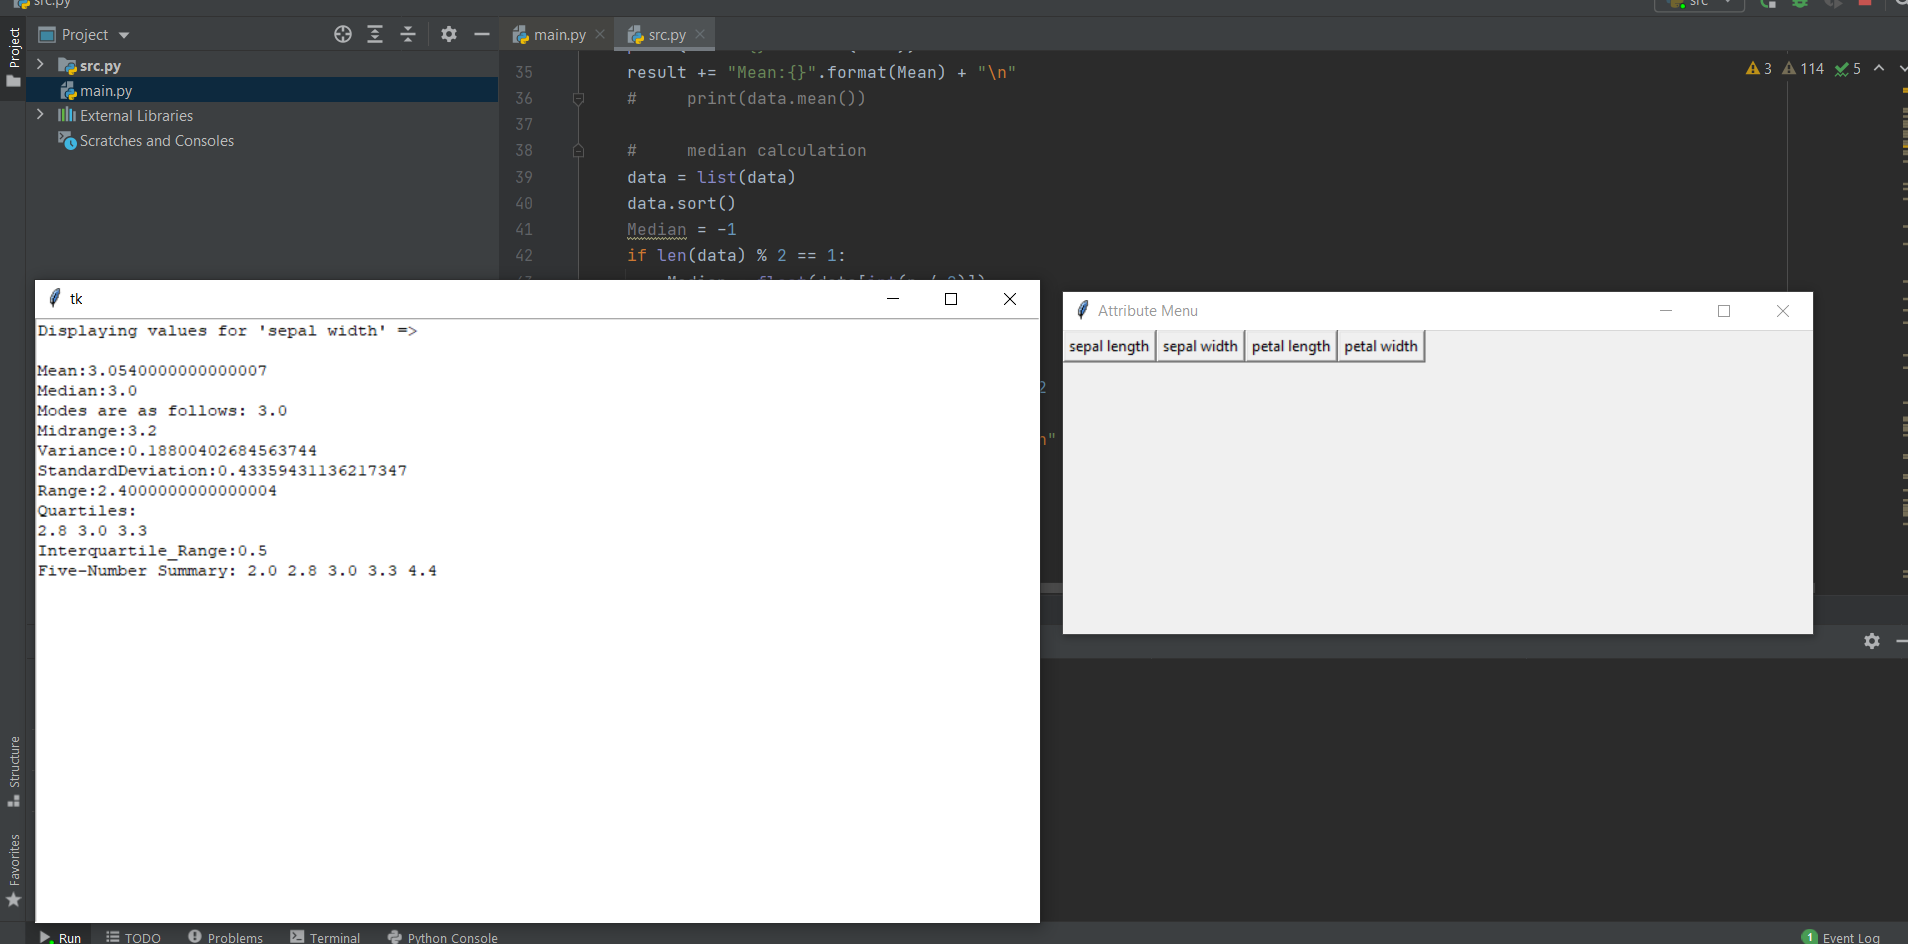 src.py
src
Project
Project
main.py
src.py
src.py
main.py
External Libraries
Scratches and Consoles
35 result += "Mean:{}".format(Mean) + "\n"
36 # print(data.mean())
37
38 # median calculation
39 data = list(data)
40 data.sort()
41 Median = -1
42 if len(data) % 2 == 1:
3 114 5
tk
Displaying values for 'sepal width' =>
Mean:3.0540000000000007
Median:3.0
Modes are as follows: 3.0
Midrange:3.2
Variance:0.18800402684563744
StandardDeviation:0.43359431136217347
Range:2.4000000000000004
Quartiles:
2.8 3.0 3.3
Interquartile_Range:0.5
Five-Number Summary: 2.0 2.8 3.0 3.3 4.4
Attribute Menu
sepal length sepal width petal length petal width
2
n"
Structure
Favorites
Run TODO Problems Terminal Python Console
1 Event Log